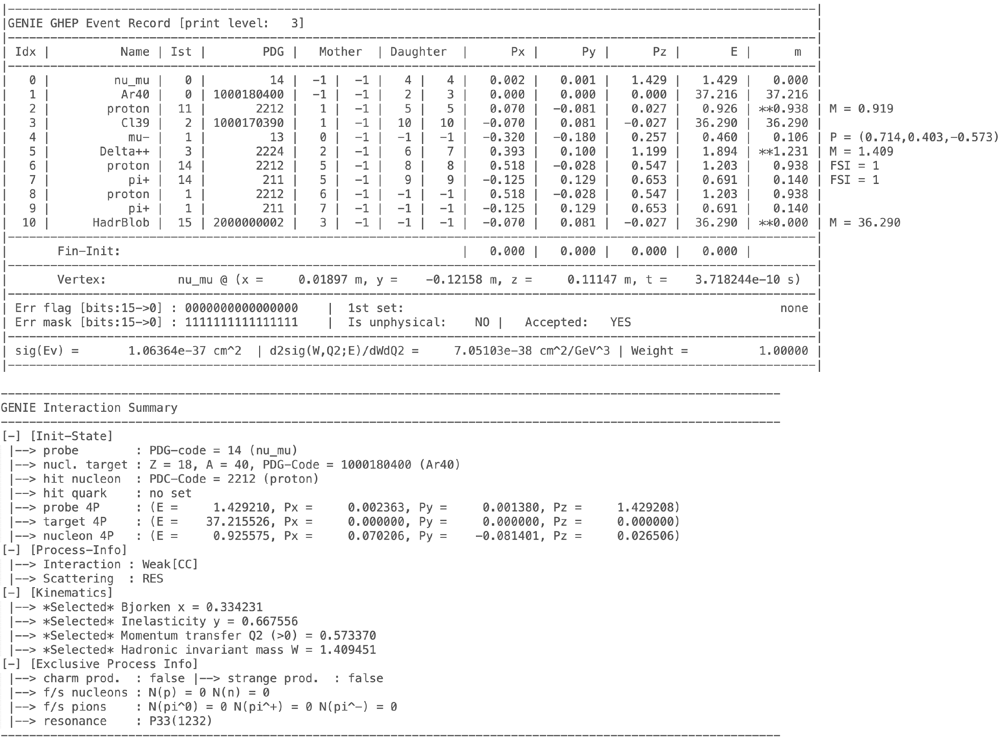 |--------------------------------------------------------------------------------------------------------------------|
|GENIE GHEP Event Record [print level:   3]                                                                         |
|--------------------------------------------------------------------------------------------------------------------|
| Idx |          Name | Ist |        PDG |   Mother  | Daughter  |      Px |      Py |      Pz |       E |      m  |
|--------------------------------------------------------------------------------------------------------------------|
|   0 |         nu_mu |   0 |         14 |  -1 |  -1 |   4 |   4 |   0.002 |   0.001 |   1.429 |   1.429 |   0.000 |
|   1 |          Ar40 |   0 | 1000180400 |  -1 |  -1 |   2 |   3 |   0.000 |   0.000 |   0.000 |  37.216 |  37.216 |
|   2 |        proton |  11 |       2212 |   1 |  -1 |   5 |   5 |   0.070 |  -0.081 |   0.027 |   0.926 | **0.938 | M = 0.919
|   3 |          Cl39 |   2 | 1000170390 |   1 |  -1 |  10 |  10 |  -0.070 |   0.081 |  -0.027 |  36.290 |  36.290 |
|   4 |           mu- |   1 |         13 |   0 |  -1 |  -1 |  -1 |  -0.320 |  -0.180 |   0.257 |   0.460 |   0.106 | P = (0.714,0.403,-0.573)
|   5 |       Delta++ |   3 |       2224 |   2 |  -1 |   6 |   7 |   0.393 |   0.100 |   1.199 |   1.894 | **1.231 | M = 1.409
|   6 |        proton |  14 |       2212 |   5 |  -1 |   8 |   8 |   0.518 |  -0.028 |   0.547 |   1.203 |   0.938 | FSI = 1
|   7 |           pi+ |  14 |        211 |   5 |  -1 |   9 |   9 |  -0.125 |   0.129 |   0.653 |   0.691 |   0.140 | FSI = 1
|   8 |        proton |   1 |       2212 |   6 |  -1 |  -1 |  -1 |   0.518 |  -0.028 |   0.547 |   1.203 |   0.938 |
|   9 |           pi+ |   1 |        211 |   7 |  -1 |  -1 |  -1 |  -0.125 |   0.129 |   0.653 |   0.691 |   0.140 |
|  10 |      HadrBlob |  15 | 2000000002 |   3 |  -1 |  -1 |  -1 |  -0.070 |   0.081 |  -0.027 |  36.290 | **0.000 | M = 36.290
|--------------------------------------------------------------------------------------------------------------------|
|       Fin-Init:                                                 |   0.000 |   0.000 |   0.000 |   0.000 |         |
|--------------------------------------------------------------------------------------------------------------------|
|       Vertex:          nu_mu @ (x =     0.01897 m, y =    -0.12158 m, z =     0.11147 m, t =    3.718244e-10 s)  |
|--------------------------------------------------------------------------------------------------------------------|
| Err flag [bits:15->0] : 0000000000000000    |  1st set:                                                     none |
| Err mask [bits:15->0] : 1111111111111111    |  Is unphysical:    NO |   Accepted:   YES                          |
|--------------------------------------------------------------------------------------------------------------------|
| sig(Ev) =       1.06364e-37 cm^2  | d2sig(W,Q2;E)/dWdQ2 =     7.05103e-38 cm^2/GeV^3 | Weight =          1.00000 |
|--------------------------------------------------------------------------------------------------------------------|
--------------------------------------------------------------------------------------------------------------
GENIE Interaction Summary
--------------------------------------------------------------------------------------------------------------
[-] [Init-State]
 |--> probe        : PDG-code = 14 (nu_mu)
 |--> nucl. target : Z = 18, A = 40, PDG-Code = 1000180400 (Ar40)
 |--> hit nucleon  : PDC-Code = 2212 (proton)
 |--> hit quark    : no set
 |--> probe 4P     : (E =     1.429210, Px =     0.002363, Py =     0.001380, Pz =     1.429208)
 |--> target 4P    : (E =    37.215526, Px =     0.000000, Py =     0.000000, Pz =     0.000000)
 |--> nucleon 4P   : (E =     0.925575, Px =     0.070206, Py =    -0.081401, Pz =     0.026506)
[-] [Process-Info]
 |--> Interaction : Weak[CC]
 |--> Scattering  : RES
[-] [Kinematics]
 |--> *Selected* Bjorken x = 0.334231
 |--> *Selected* Inelasticity y = 0.667556
 |--> *Selected* Momentum transfer Q2 (>0) = 0.573370
 |--> *Selected* Hadronic invariant mass W = 1.409451
[-] [Exclusive Process Info]
 |--> charm prod.  : false |--> strange prod.  : false
 |--> f/s nucleons : N(p) = 0 N(n) = 0
 |--> f/s pions    : N(pi^0) = 0 N(pi^+) = 0 N(pi^-) = 0
 |--> resonance    : P33(1232)
--------------------------------------------------------------------------------------------------------------